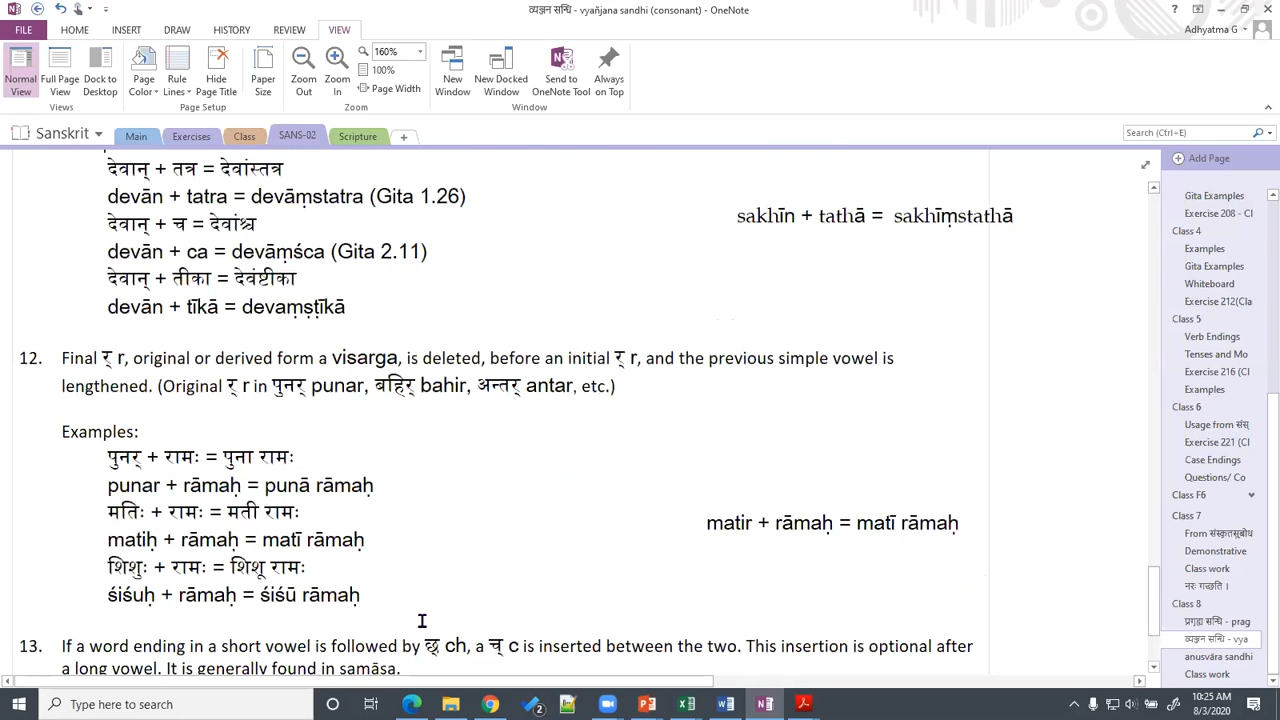 व्यञ्जन सन्धि - vyañjana sandhi (consonant) - OneNote
FILE HOME INSERT DRAW HISTORY REVIEW VIEW
Adhyatma G
160%
100%
Page Width
Normal View
Full Page View
Dock to Desktop
Page Color
Rule Lines
Hide Page Title
Paper Size
Zoom Out
Zoom In
New Window
New Docked Window
Send to OneNote Tool
Always on Top
Views Page Setup Zoom Window
Sanskrit Main Exercises Class SANS-02 Scripture
Search (Ctrl+E)
देवान् + तत्र = देवांस्तत्र
devān + tatra = devāṃstatra (Gita 1.26)
sakhīn + tathā = sakhīṃstathā
देवान् + च = देवांश्च
devān + ca = devāṃśca (Gita 2.11)
देवान् + तीका = देवंष्टीका
devān + tīkā = devaṃṣṭīkā
12. Final र् r, original or derived form a visarga, is deleted, before an initial र् r, and the previous simple vowel is
lengthened. (Original र् r in पुनर् punar, बहिर् bahir, अन्तर् antar, etc.)
Examples:
पुनर् + रामः = पुना रामः
punar + rāmaḥ = punā rāmaḥ
मतिः + रामः = मती रामः
matiḥ + rāmaḥ = matī rāmaḥ
matir + rāmaḥ = matī rāmaḥ
शिशुः + रामः = शिशू रामः
śiśuḥ + rāmaḥ = śiśū rāmaḥ
13. If a word ending in a short vowel is followed by छ् ch, a च् c is inserted between the two. This insertion is optional after
a long vowel. It is generally found in samāsa.
Add Page
Gita Examples
Exercise 208 - Cl
Class 4
Examples
Gita Examples
Whiteboard
Exercise 212(Cla
Class 5
Verb Endings
Tenses and Mo
Exercise 216 (Cl
Examples
Class 6
Usage from संस्
Exercise 221 (Cl
Case Endings
Questions/ Co
Class F6
Class 7
From संस्कृतसुबोध
Demonstrative
Class work
नरः गच्छति ।
Class 8
प्रगृह्य सन्धि - prag
व्यञ्जन सन्धि - vya
anusvāra sandhi
Class work
Type here to search
10:25 AM
8/3/2020